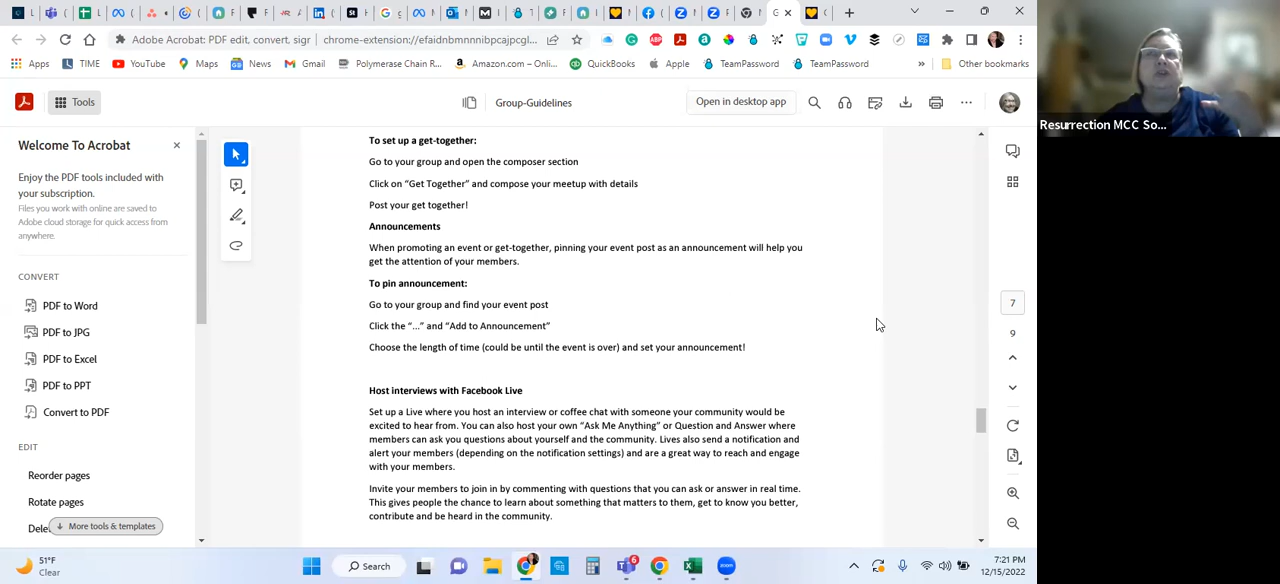 Adobe Acrobat: PDF edit, convert, sigr
chrome-extension://efaidnbmnnnibpcajpcgl...
Apps
TIME
YouTube
Maps
News
Gmail
Polymerase Chain R...
Amazon.com – Onli...
QuickBooks
Apple
TeamPassword
TeamPassword
»
Other bookmarks
Tools
Group-Guidelines
Open in desktop app
Resurrection MCC So...
Welcome To Acrobat
Enjoy the PDF tools included with
your subscription.
Files you work with online are saved to
Adobe cloud storage for quick access from
anywhere.
CONVERT
PDF to Word
PDF to JPG
PDF to Excel
PDF to PPT
Convert to PDF
EDIT
Reorder pages
Rotate pages
More tools & templates
To set up a get-together:
Go to your group and open the composer section
Click on “Get Together” and compose your meetup with details
Post your get together!
Announcements
When promoting an event or get-together, pinning your event post as an announcement will help you
get the attention of your members.
To pin announcement:
Go to your group and find your event post
Click the “...” and “Add to Announcement”
Choose the length of time (could be until the event is over) and set your announcement!
Host interviews with Facebook Live
Set up a Live where you host an interview or coffee chat with someone your community would be
excited to hear from. You can also host your own “Ask Me Anything” or Question and Answer where
members can ask you questions about yourself and the community. Lives also send a notification and
alert your members (depending on the notification settings) and are a great way to reach and engage
with your members.
Invite your members to join in by commenting with questions that you can ask or answer in real time.
This gives people the chance to learn about something that matters to them, get to know you better,
contribute and be heard in the community.
7
9
51°F
Clear
Search
6
7:21 PM
12/15/2022